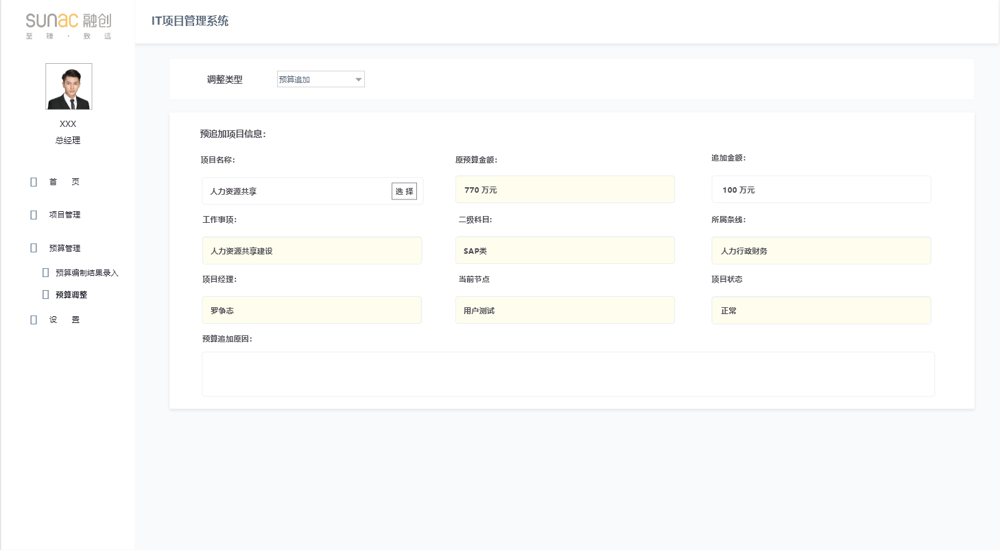 sunac 融创
至 臻 · 致 远
IT项目管理系统
XXX
总经理
首 页
项目管理
预算管理
预算编制结果录入
预算调整
设 置
调整类型
预算追加
预追加项目信息:
项目名称:
原预算金额:
追加金额:
人力资源共享
选 择
770 万元
100 万元
工作事项:
二级科目:
所属条线:
人力资源共享建设
SAP类
人力行政财务
项目经理:
当前节点
项目状态
罗争志
用户测试
正常
预算追加原因: